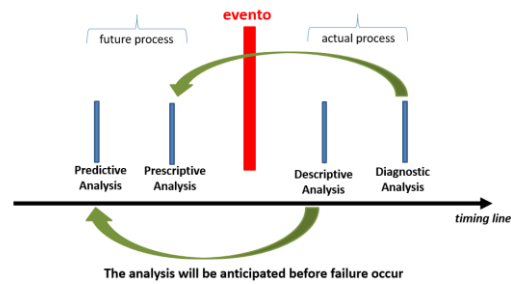 evento
future process
actual process
Predictive
Analysis
Prescriptive
Analysis
Descriptive
Analysis
Diagnostic
Analysis
timing line
The analysis will be anticipated before failure occur